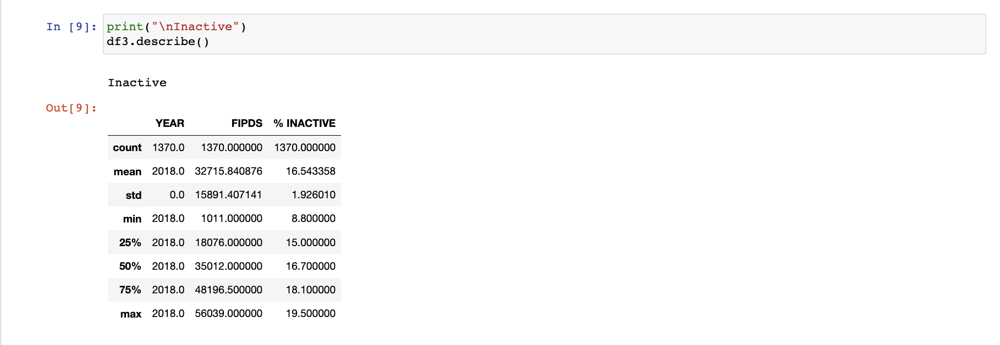 In [9]: print("\nInactive")
df3.describe()
Inactive
Out[9]:
YEAR FIPDS % INACTIVE
count 1370.0 1370.000000 1370.000000
mean 2018.0 32715.840876 16.543358
std 0.0 15891.407141 1.926010
min 2018.0 1011.000000 8.800000
25% 2018.0 18076.000000 15.000000
50% 2018.0 35012.000000 16.700000
75% 2018.0 48196.500000 18.100000
max 2018.0 56039.000000 19.500000